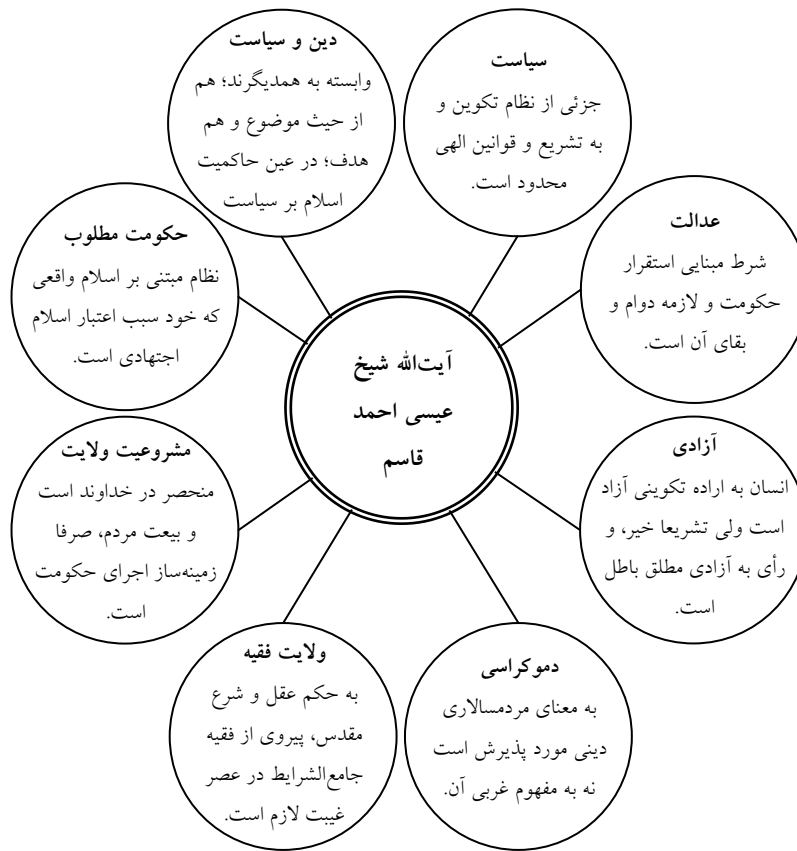 دین و سیاست
وابسته به همدیگرند؛ هم
از حیث موضوع و هم
هدف؛ در عین حاکمیت
اسلام بر سیاست
سیاست
جزئی از نظام تکوین و
به تشریع و قوانین الهی
محدود است.
عدالت
شرط مبنایی استقرار
حکومت و لازمه دوام و
بقای آن است.
آزادی
انسان به اراده تکوینی آزاد
است ولی تشریعا خیر، و
رأی به آزادی مطلق باطل
است.
دموکراسی
به معنای مردمسالاری
دینی مورد پذیرش است
نه به مفهوم غربی آن.
ولایت فقیه
به حکم عقل و شرع
مقدس، پیروی از فقیه
جامع‌الشرایط در عصر
غیبت لازم است.
مشروعیت ولایت
منحصر در خداوند است
و بیعت مردم، صرفا
زمینه‌ساز اجرای حکومت
است.
حکومت مطلوب
نظام مبتنی بر اسلام واقعی
که خود سبب اعتبار اسلام
اجتهادی است.
آیت‌الله شیخ
عیسی احمد
قاسم